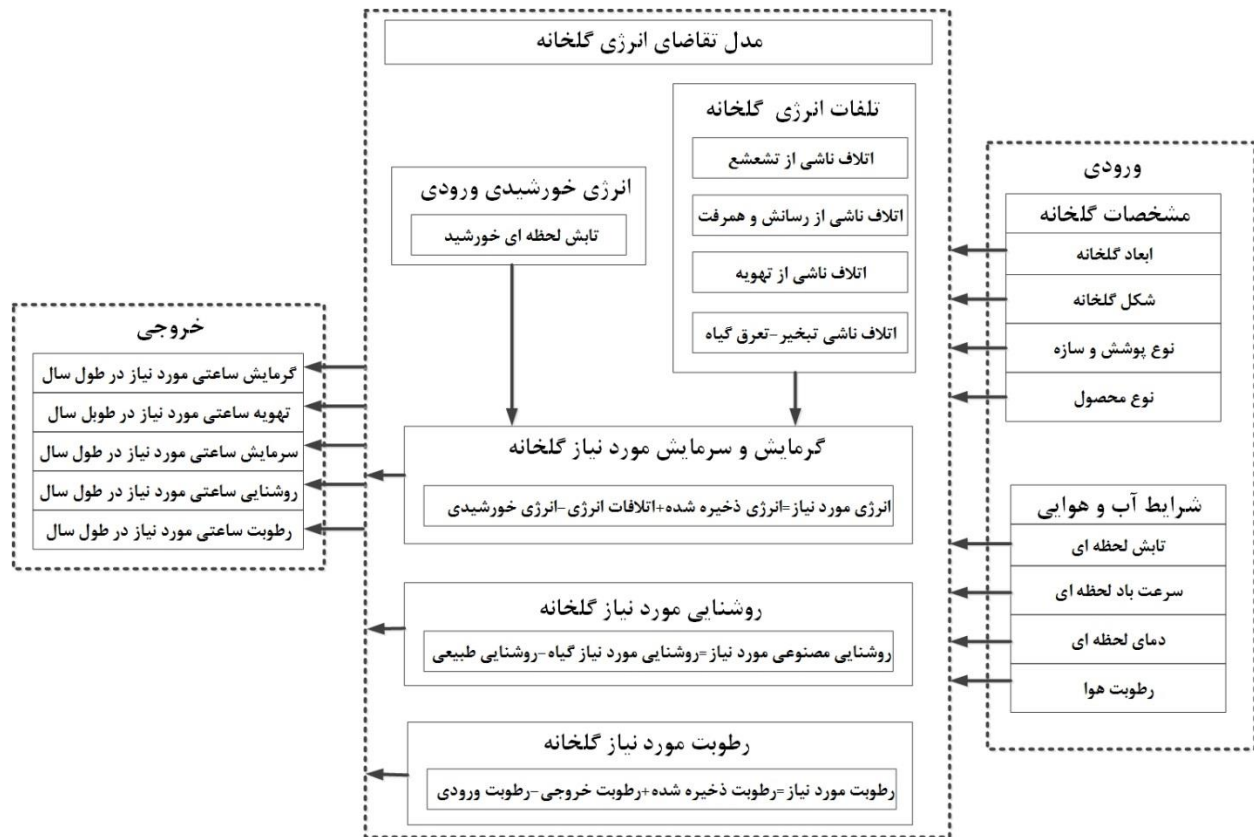 مدل تقاضای انرژی گلخانه
ورودی
مشخصات گلخانه
ابعاد گلخانه
شکل گلخانه
نوع پوشش و سازه
نوع محصول
شرایط آب و هوایی
تابش لحظه ای
سرعت باد لحظه ای
دمای لحظه ای
رطوبت هوا
تلفات انرژی گلخانه
اتلاف ناشی از تشعشع
اتلاف ناشی از رسانش و همرفت
اتلاف ناشی از تهویه
اتلاف ناشی تبخیر-تعرق گیاه
انرژی خورشیدی ورودی
تابش لحظه ای خورشید
گرمایش و سرمایش مورد نیاز گلخانه
انرژی مورد نیاز=انرژی ذخیره شده+اتلافات انرژی-انرژی خورشیدی
روشنایی مورد نیاز گلخانه
روشنایی مصنوعی مورد نیاز=روشنایی مورد نیاز گیاه-روشنایی طبیعی
رطوبت مورد نیاز گلخانه
رطوبت مورد نیاز=رطوبت ذخیره شده+رطوبت خروجی-رطوبت ورودی
خروجی
گرمایش ساعتی مورد نیاز در طول سال
تهویه ساعتی مورد نیاز در طوبل سال
سرمایش ساعتی مورد نیاز در طول سال
روشنایی ساعتی مورد نیاز در طول سال
رطوبت ساعتی مورد نیاز در طول سال